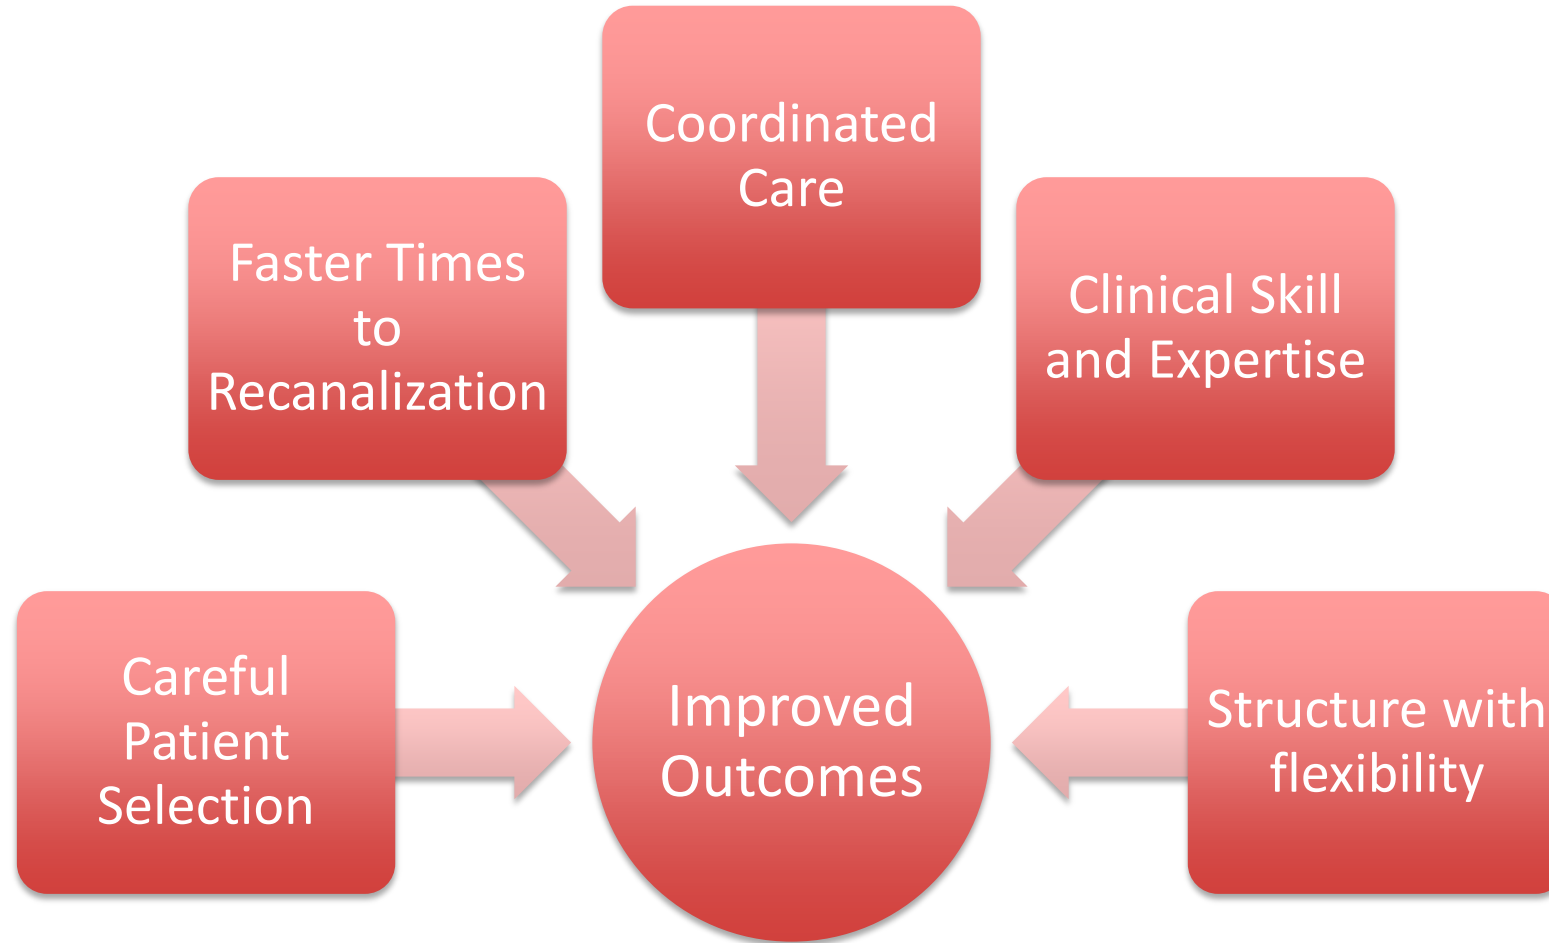 Coordinated
Care
Faster Times
to
Recanalization
Clinical Skill
and Expertise
Careful
Patient
Selection
Improved
Outcomes
Structure with
flexibility